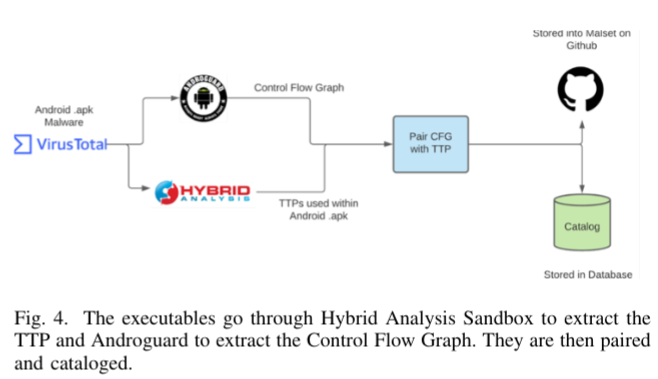 Stored into Malset on
Github
ANDROGUARD
Control Flow Graph
Android .apk
Malware
VirusTotal
Pair CFG
with TTP
HYBRID
ANALYSIS
TTPs used within
Android .apk
Catalog
Stored in Database
Fig. 4. The executables go through Hybrid Analysis Sandbox to extract the
TTP and Androguard to extract the Control Flow Graph. They are then paired
and cataloged.